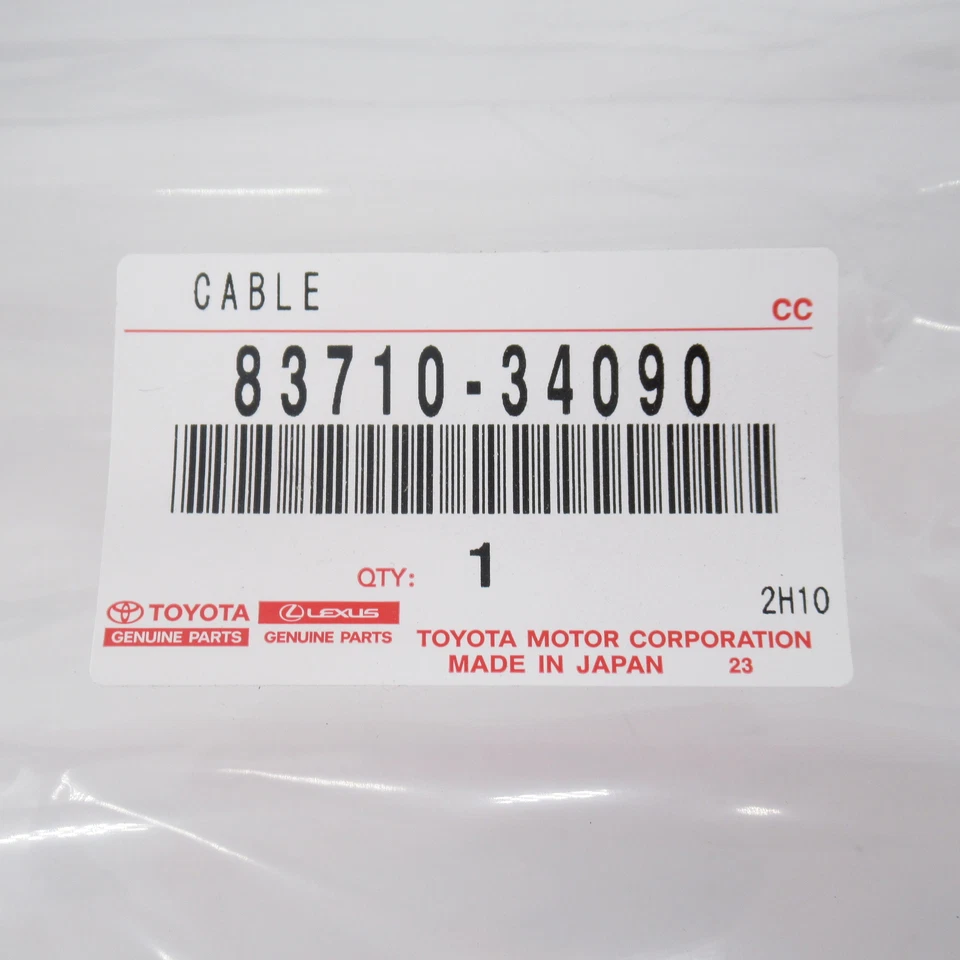 CABLE
CC
83710-34090
QTY: 1
2H10
TOYOTA LEXUS
GENUINE PARTS GENUINE PARTS
TOYOTA MOTOR CORPORATION
MADE IN JAPAN 23